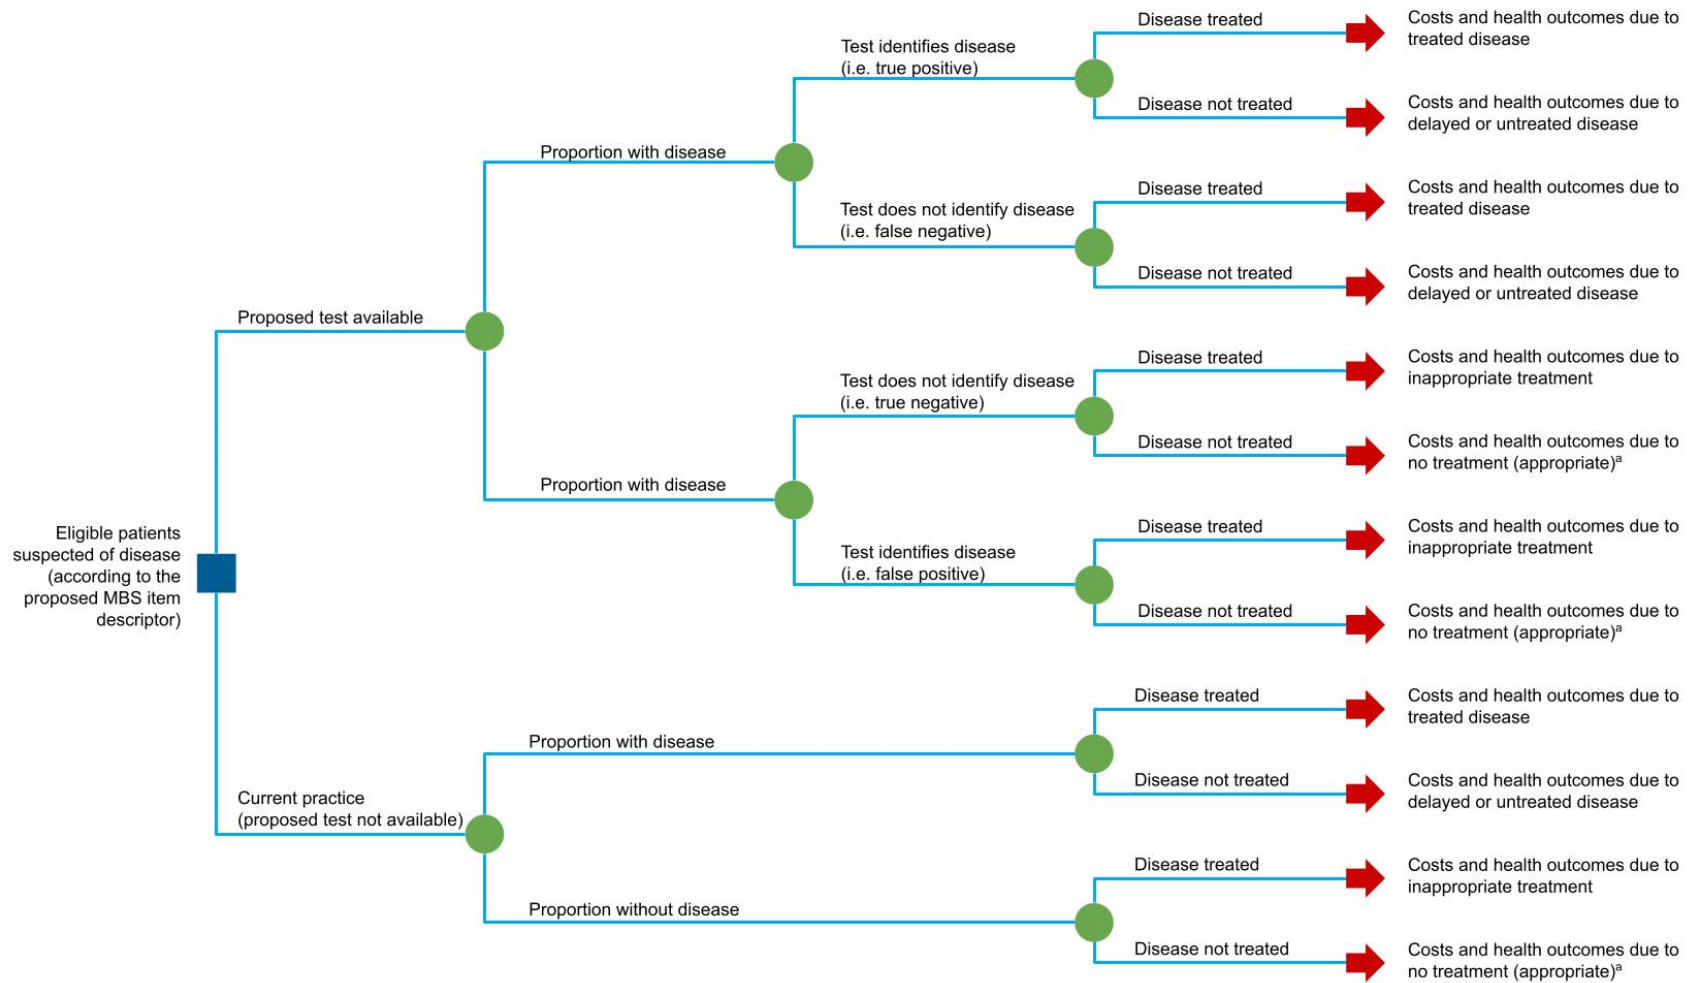 Disease treated
Costs and health outcomes due to
treated disease
Test identifies disease
(i.e. true positive)
Disease not treated
Costs and health outcomes due to
delayed or untreated disease
Proportion with disease
Disease treated
Costs and health outcomes due to
treated disease
Test does not identify disease
(i.e. false negative)
Disease not treated
Costs and health outcomes due to
delayed or untreated disease
Proposed test available
Disease treated
Costs and health outcomes due to
inappropriate treatment
Test does not identify disease
(i.e. true negative)
Disease not treated
Costs and health outcomes due to
no treatment (appropriate)ᵃ
Proportion with disease
Disease treated
Costs and health outcomes due to
inappropriate treatment
Test identifies disease
(i.e. false positive)
Disease not treated
Costs and health outcomes due to
no treatment (appropriate)ᵃ
Eligible patients
suspected of disease
(according to the
proposed MBS item
descriptor)
Disease treated
Costs and health outcomes due to
treated disease
Proportion with disease
Disease not treated
Costs and health outcomes due to
delayed or untreated disease
Current practice
(proposed test not available)
Disease treated
Costs and health outcomes due to
inappropriate treatment
Proportion without disease
Disease not treated
Costs and health outcomes due to
no treatment (appropriate)ᵃ